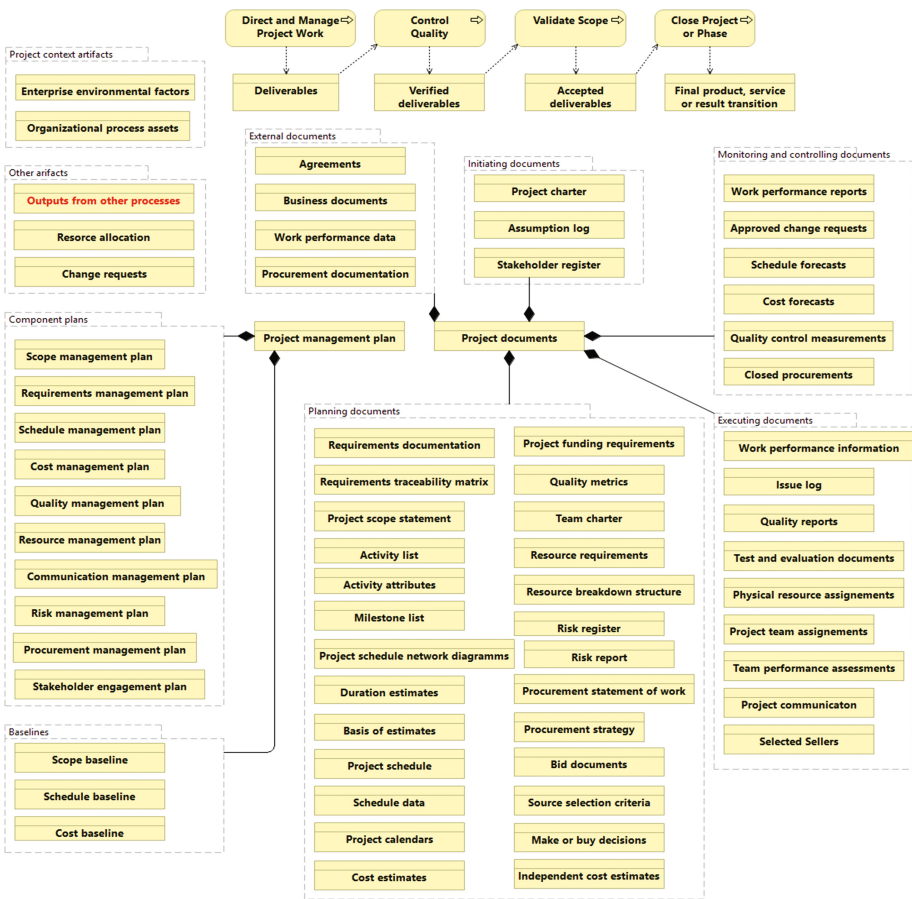 Direct and Manage
Project Work
Control
Quality
Validate Scope
Close Project
or Phase
Deliverables
Verified
deliverables
Accepted
deliverables
Final product, service
or result transition
Project context artifacts
Enterprise environmental factors
Organizational process assets
Other arifacts
Outputs from other processes
Resorce allocation
Change requests
External documents
Agreements
Business documents
Work performance data
Procurement documentation
Initiating documents
Project charter
Assumption log
Stakeholder register
Monitoring and controlling documents
Work performance reports
Approved change requests
Schedule forecasts
Cost forecasts
Quality control measurements
Closed procurements
Project management plan
Project documents
Component plans
Scope management plan
Requirements management plan
Schedule management plan
Cost management plan
Quality management plan
Resource management plan
Communication management plan
Risk management plan
Procurement management plan
Stakeholder engagement plan
Baselines
Scope baseline
Schedule baseline
Cost baseline
Planning documents
Requirements documentation
Requirements traceability matrix
Project scope statement
Activity list
Activity attributes
Milestone list
Project schedule network diagramms
Duration estimates
Basis of estimates
Project schedule
Schedule data
Project calendars
Cost estimates
Project funding requirements
Quality metrics
Team charter
Resource requirements
Resource breakdown structure
Risk register
Risk report
Procurement statement of work
Procurement strategy
Bid documents
Source selection criteria
Make or buy decisions
Independent cost estimates
Executing documents
Work performance information
Issue log
Quality reports
Test and evaluation documents
Physical resource assignements
Project team assignements
Team performance assessments
Project communicaton
Selected Sellers